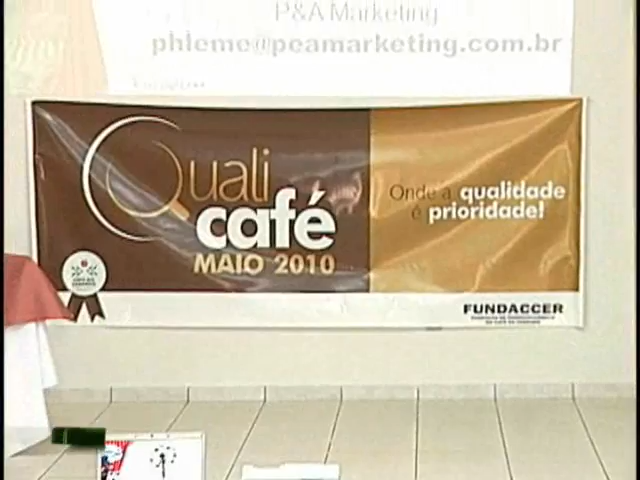 P&A Marketing
phleme@peamarketing.com.br
Quali
café
MAIO 2010
Onde a qualidade
é prioridade!
FUNDACCER